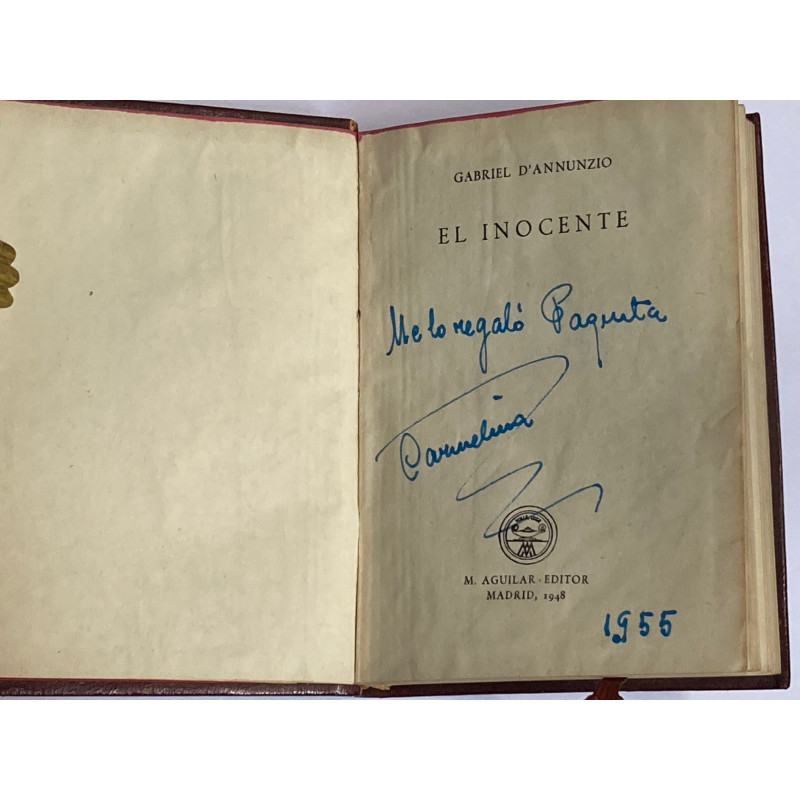 GABRIEL D'ANNUNZIO
EL INOCENTE
Me lo regaló Paquita
Carmelina
M. AGUILAR - EDITOR
MADRID, 1948
1955